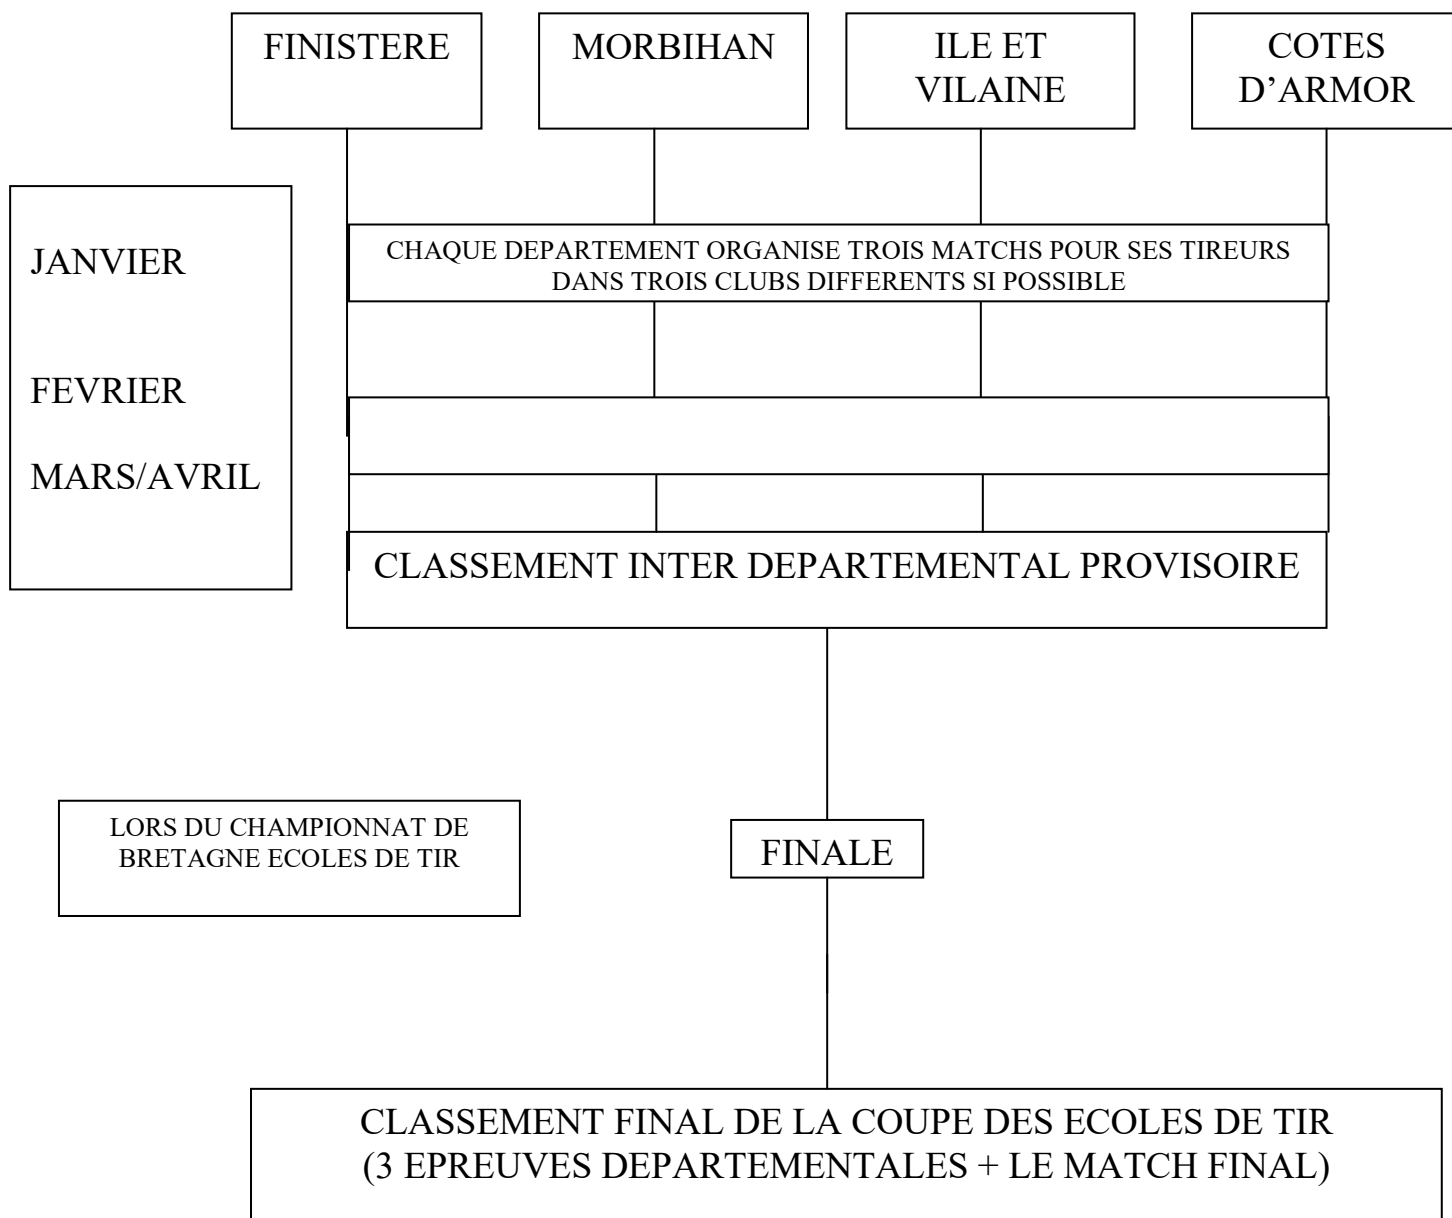 FINISTERE
MORBIHAN
ILE ET
VILAINE
COTES
D’ARMOR
JANVIER
FEVRIER
MARS/AVRIL
CHAQUE DEPARTEMENT ORGANISE TROIS MATCHS POUR SES TIREURS
DANS TROIS CLUBS DIFFERENTS SI POSSIBLE
CLASSEMENT INTER DEPARTEMENTAL PROVISOIRE
LORS DU CHAMPIONNAT DE
BRETAGNE ECOLES DE TIR
FINALE
CLASSEMENT FINAL DE LA COUPE DES ECOLES DE TIR
(3 EPREUVES DEPARTEMENTALES + LE MATCH FINAL)